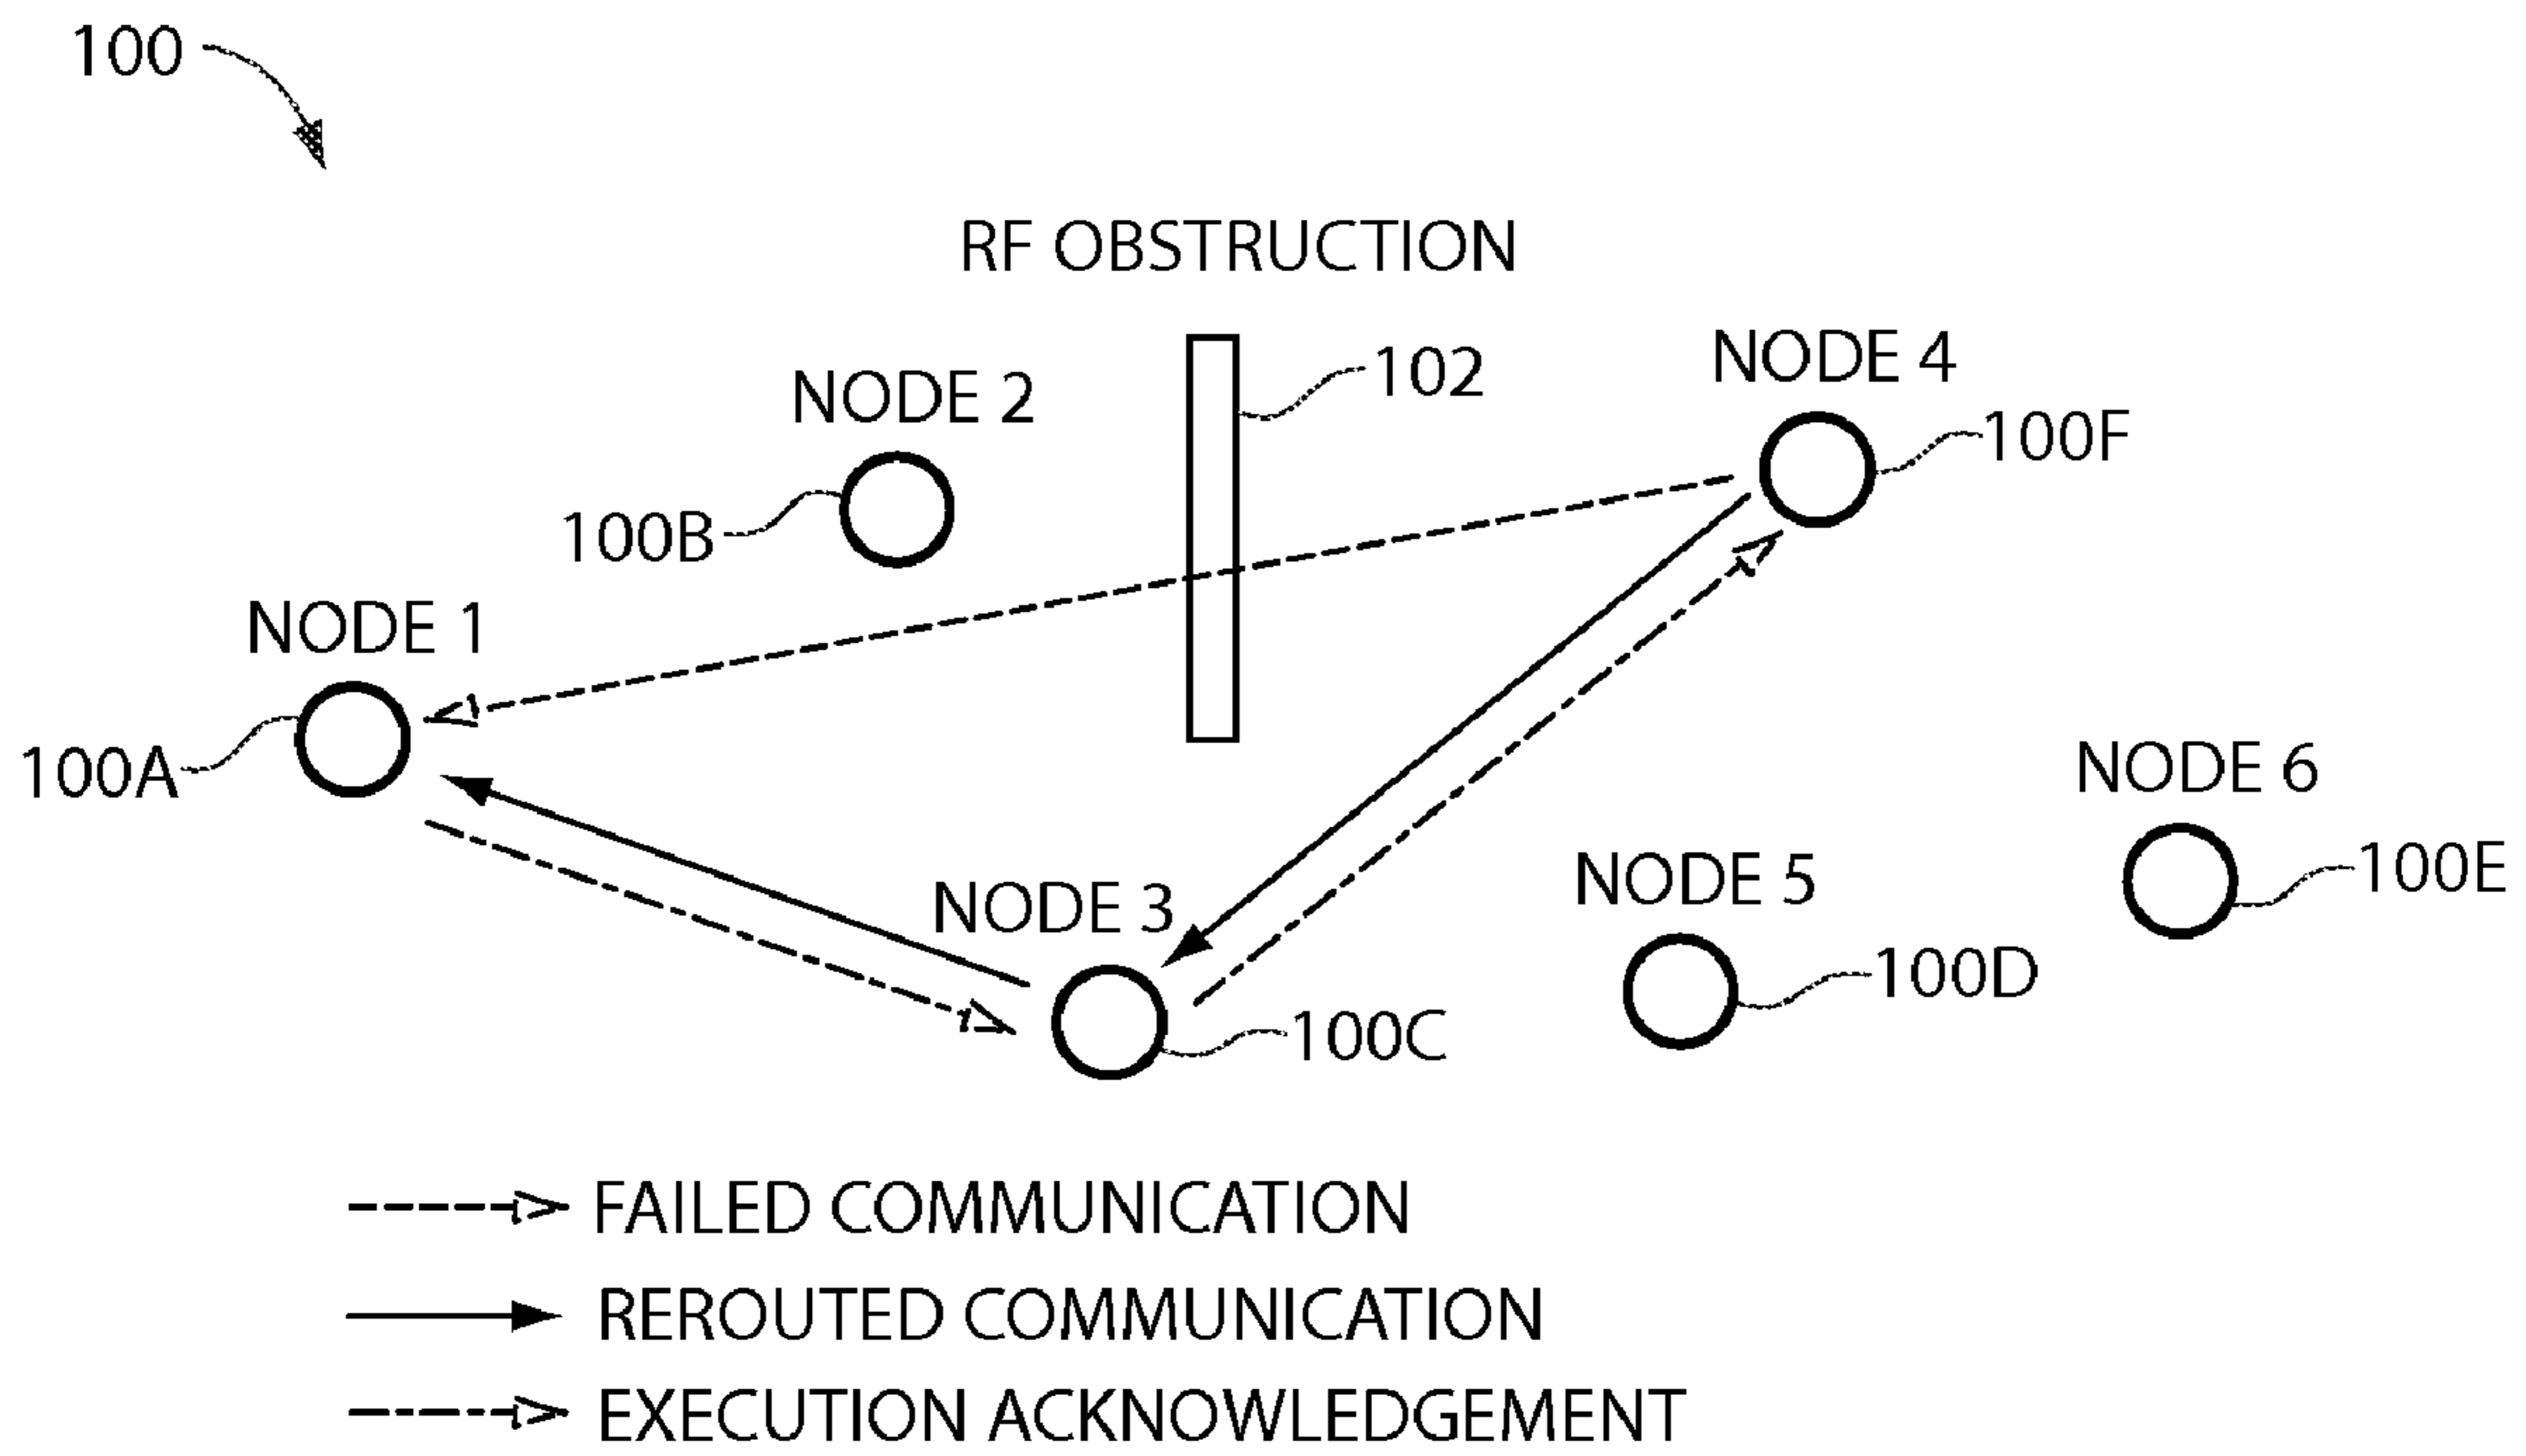 100
RF OBSTRUCTION
102
NODE 4
100F
NODE 2
100B
NODE 1
100A
NODE 6
100E
NODE 5
100D
NODE 3
100C
FAILED COMMUNICATION
REROUTED COMMUNICATION
EXECUTION ACKNOWLEDGEMENT